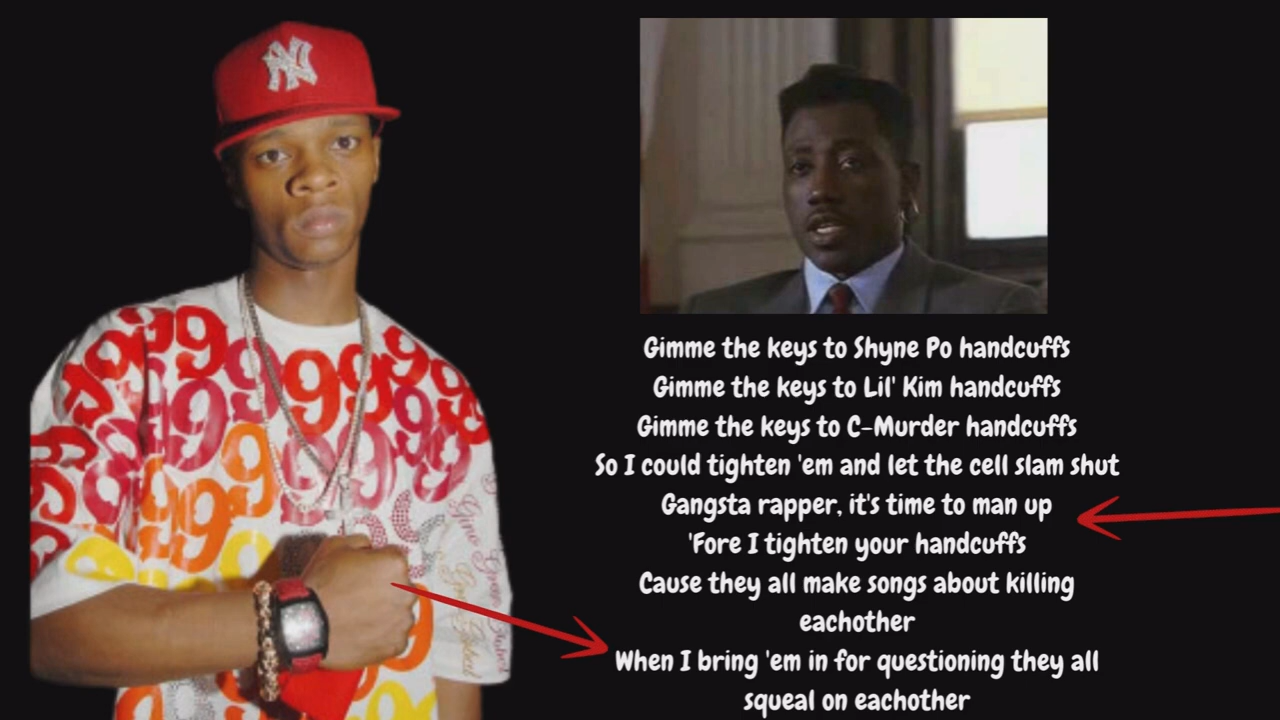 NY
Gimme the keys to Shyne Po handcuffs
Gimme the keys to Lil' Kim handcuffs
Gimme the keys to C-Murder handcuffs
So I could tighten 'em and let the cell slam shut
Gangsta rapper, it's time to man up
'Fore I tighten your handcuffs
Cause they all make songs about killing
eachother
When I bring 'em in for questioning they all
squeal on eachother